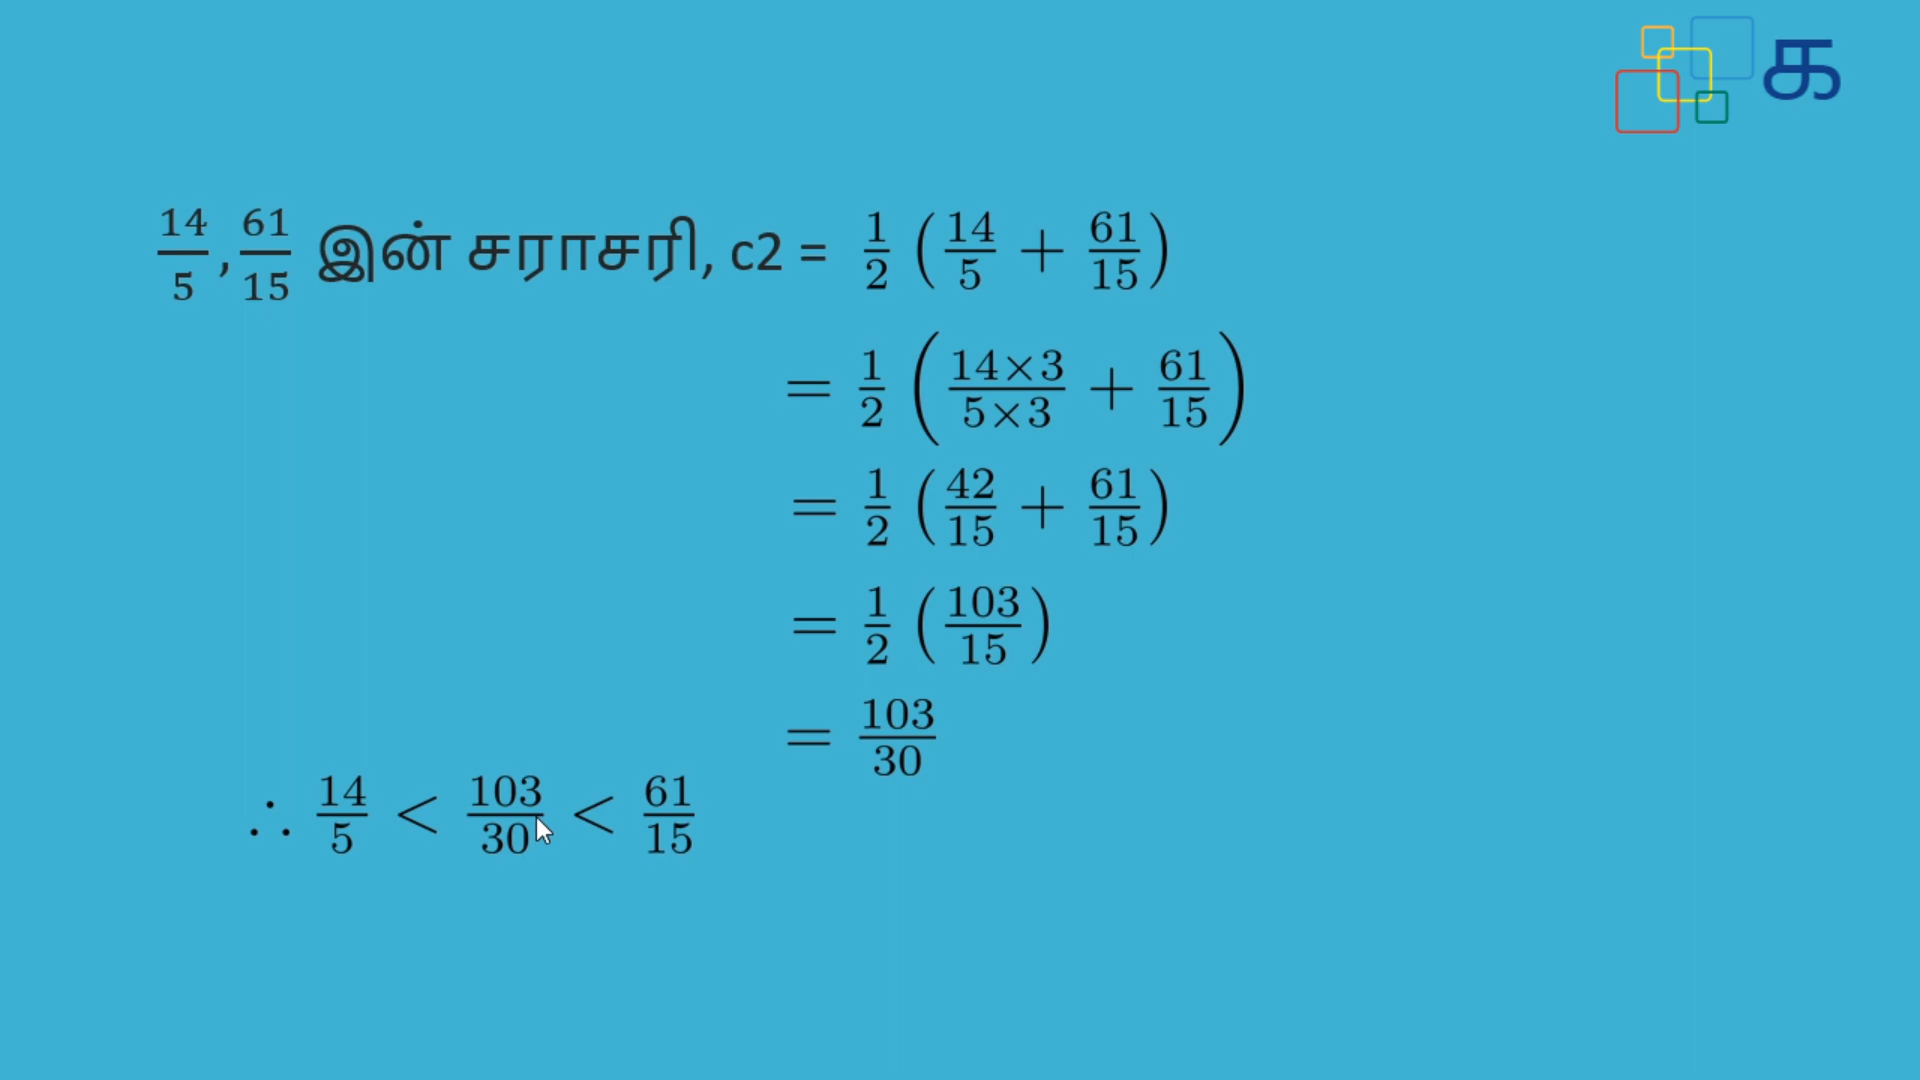 க
14/5 , 61/15 இன் சராசரி, c2 = 1/2 (14/5 + 61/15)
= 1/2 (14×3/5×3 + 61/15)
= 1/2 (42/15 + 61/15)
= 1/2 (103/15)
= 103/30
∴ 14/5 < 103/30 < 61/15